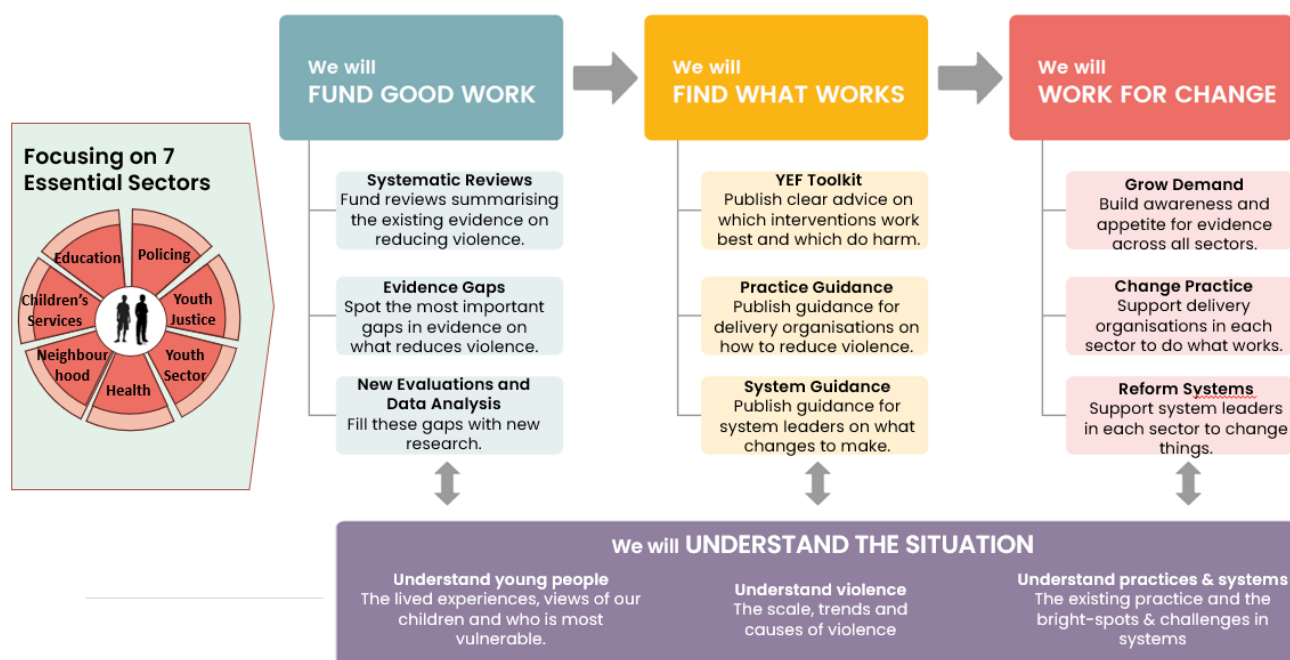 Focusing on 7
Essential Sectors
Education
Policing
Children's
Services
Youth
Justice
Neighbour
hood
Youth
Sector
Health
We will
FUND GOOD WORK
Systematic Reviews
Fund reviews summarising
the existing evidence on
reducing violence.
Evidence Gaps
Spot the most important
gaps in evidence on
what reduces violence.
New Evaluations and
Data Analysis
Fill these gaps with new
research.
We will
FIND WHAT WORKS
YEF Toolkit
Publish clear advice on
which interventions work
best and which do harm.
Practice Guidance
Publish guidance for
delivery organisations on
how to reduce violence.
System Guidance
Publish guidance for
system leaders on what
changes to make.
We will
WORK FOR CHANGE
Grow Demand
Build awareness and
appetite for evidence
across all sectors.
Change Practice
Support delivery
organisations in each
sector to do what works.
Reform Systems
Support system leaders
in each sector to change
things.
We will UNDERSTAND THE SITUATION
Understand young people
The lived experiences, views of our
children and who is most
vulnerable.
Understand violence
The scale, trends and
causes of violence
Understand practices & systems
The existing practice and the
bright-spots & challenges in
systems